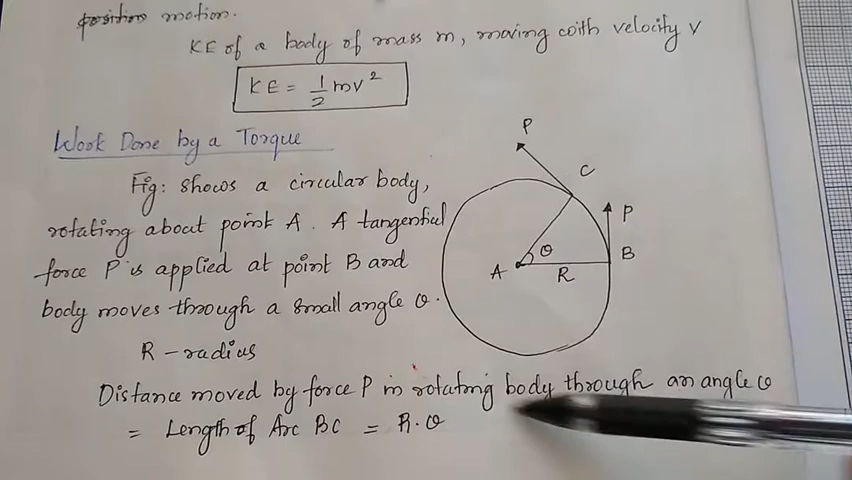 position motion.
KE of a body of mass m, moving with velocity v
KE = 1/2 mv²
Work Done by a Torque
Fig: shows a circular body,
rotating about point A. A tangential
force P is applied at point B and
body moves through a small angle θ.
R - radius
P
C
P
B
A
θ
R
Distance moved by force P in rotating body through an angle θ
= Length of Arc BC = R.θ